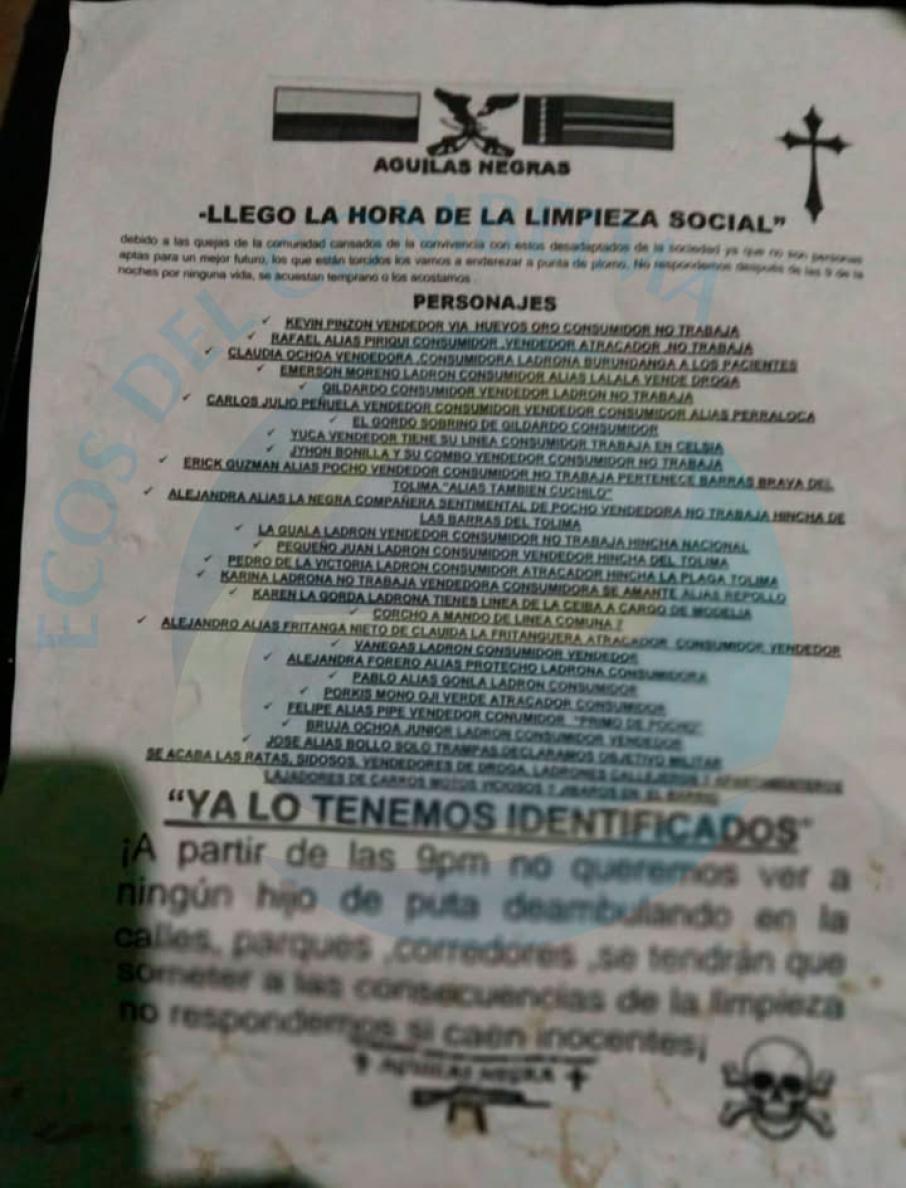 AGUILAS NEGRAS
-LLEGO LA HORA DE LA LIMPIEZA SOCIAL"
debido a las quejas de la comunidad cansados de la convivencia con estos desadaptados de la sociedad ya que no son personas
aptas para un mejor futuro, los que están torcidos los vamos a enderezar a punta de plomo. No respondemos después de las 9 de la
noches por ninguna vida, se acuestan temprano o los acostamos .
PERSONAJES
✓ KEVIN PINZON VENDEDOR VIA HUEVOS ORO CONSUMIDOR NO TRABAJA
✓ RAFAEL ALIAS PIRIQUI CONSUMIDOR ,VENDEDOR ATRACADOR ,NO TRABAJA
✓ CLAUDIA OCHOA VENDEDORA ,CONSUMIDORA LADRONA BURUNDANGA A LOS PACIENTES
✓ EMERSON MORENO LADRON CONSUMIDOR ALIAS LALALA VENDE DROGA
✓ GILDARDO CONSUMIDOR VENDEDOR LADRON NO TRABAJA
✓ CARLOS JULIO PEÑUELA VENDEDOR CONSUMIDOR VENDEDOR CONSUMIDOR ALIAS PERRALOCA
✓ EL GORDO SOBRINO DE GILDARDO CONSUMIDOR
✓ YUCA VENDEDOR TIENE SU LINEA CONSUMIDOR TRABAJA EN CELSIA
✓ JYHON BONILLA Y SU COMBO VENDEDOR CONSUMIDOR NO TRABAJA
✓ ERICK GUZMAN ALIAS POCHO VENDEDOR CONSUMIDOR NO TRABAJA PERTENECE BARRAS BRAVA DEL
TOLIMA "ALIAS TAMBIEN CUCHILO"
✓ ALEJANDRA ALIAS LA NEGRA COMPAÑERA SENTIMENTAL DE POCHO VENDEDORA NO TRABAJA HINCHA DE
LAS BARRAS DEL TOLIMA
✓ LA GUALA LADRON VENDEDOR CONSUMIDOR NO TRABAJA HINCHA NACIONAL
✓ PEQUEÑO JUAN LADRON CONSUMIDOR VENDEDOR HINCHA DEL TOLIMA
✓ PEDRO DE LA VICTORIA LADRON CONSUMIDOR ATRACADOR HINCHA LA PLAGA TOLIMA
✓ KARINA LADRONA NO TRABAJA VENDEDORA CONSUMIDORA SE AMANTE ALIAS REPOLLO
✓ KAREN LA GORDA LADRONA TIENES LINEA DE LA CEIBA A CARGO DE MODELIA
✓ CORCHO A MANDO DE LINEA COMUNA 7
✓ ALEJANDRO ALIAS FRITANGA NIETO DE CLAUIDA LA FRITANGUERA ATRACADOR CONSUMIDOR VENDEDOR
✓ VANEGAS LADRON CONSUMIDOR VENDEDOR
✓ ALEJANDRA FORERO ALIAS PROTECHO LADRONA CONSUMIDORA
✓ PABLO ALIAS GONLA LADRON CONSUMIDOR
✓ PORKIS MONO OJI VERDE ATRACADOR CONSUMIDOR
✓ FELIPE ALIAS PIPE VENDEDOR CONUMIDOR "PRIMO DE POCHO"
✓ BRUJA OCHOA JUNIOR LADRON CONSUMIDOR VENDEDOR
✓ JOSE ALIAS BOLLO SOLO TRAMPAS DECLARAMOS OBJETIVO MILITAR
SE ACABA LAS RATAS, SIDOSOS, VENDEDORES DE DROGA, LADRONES CALLEJEROS Y APARTAMENTEROS
LAJADORES DE CARROS MOTOS VICIOSOS Y JIBAROS EN EL BARRIO
"YA LO TENEMOS IDENTIFICADOS"
¡A partir de las 9pm no queremos ver a
ningún hijo de puta deambulando en la
calles, parques ,corredores ,se tendrán que
someter a las consecuencias de la limpieza
no respondemos si caen inocentes¡
AGUILAS NEGRA
ECOS DEL COMBEIMA